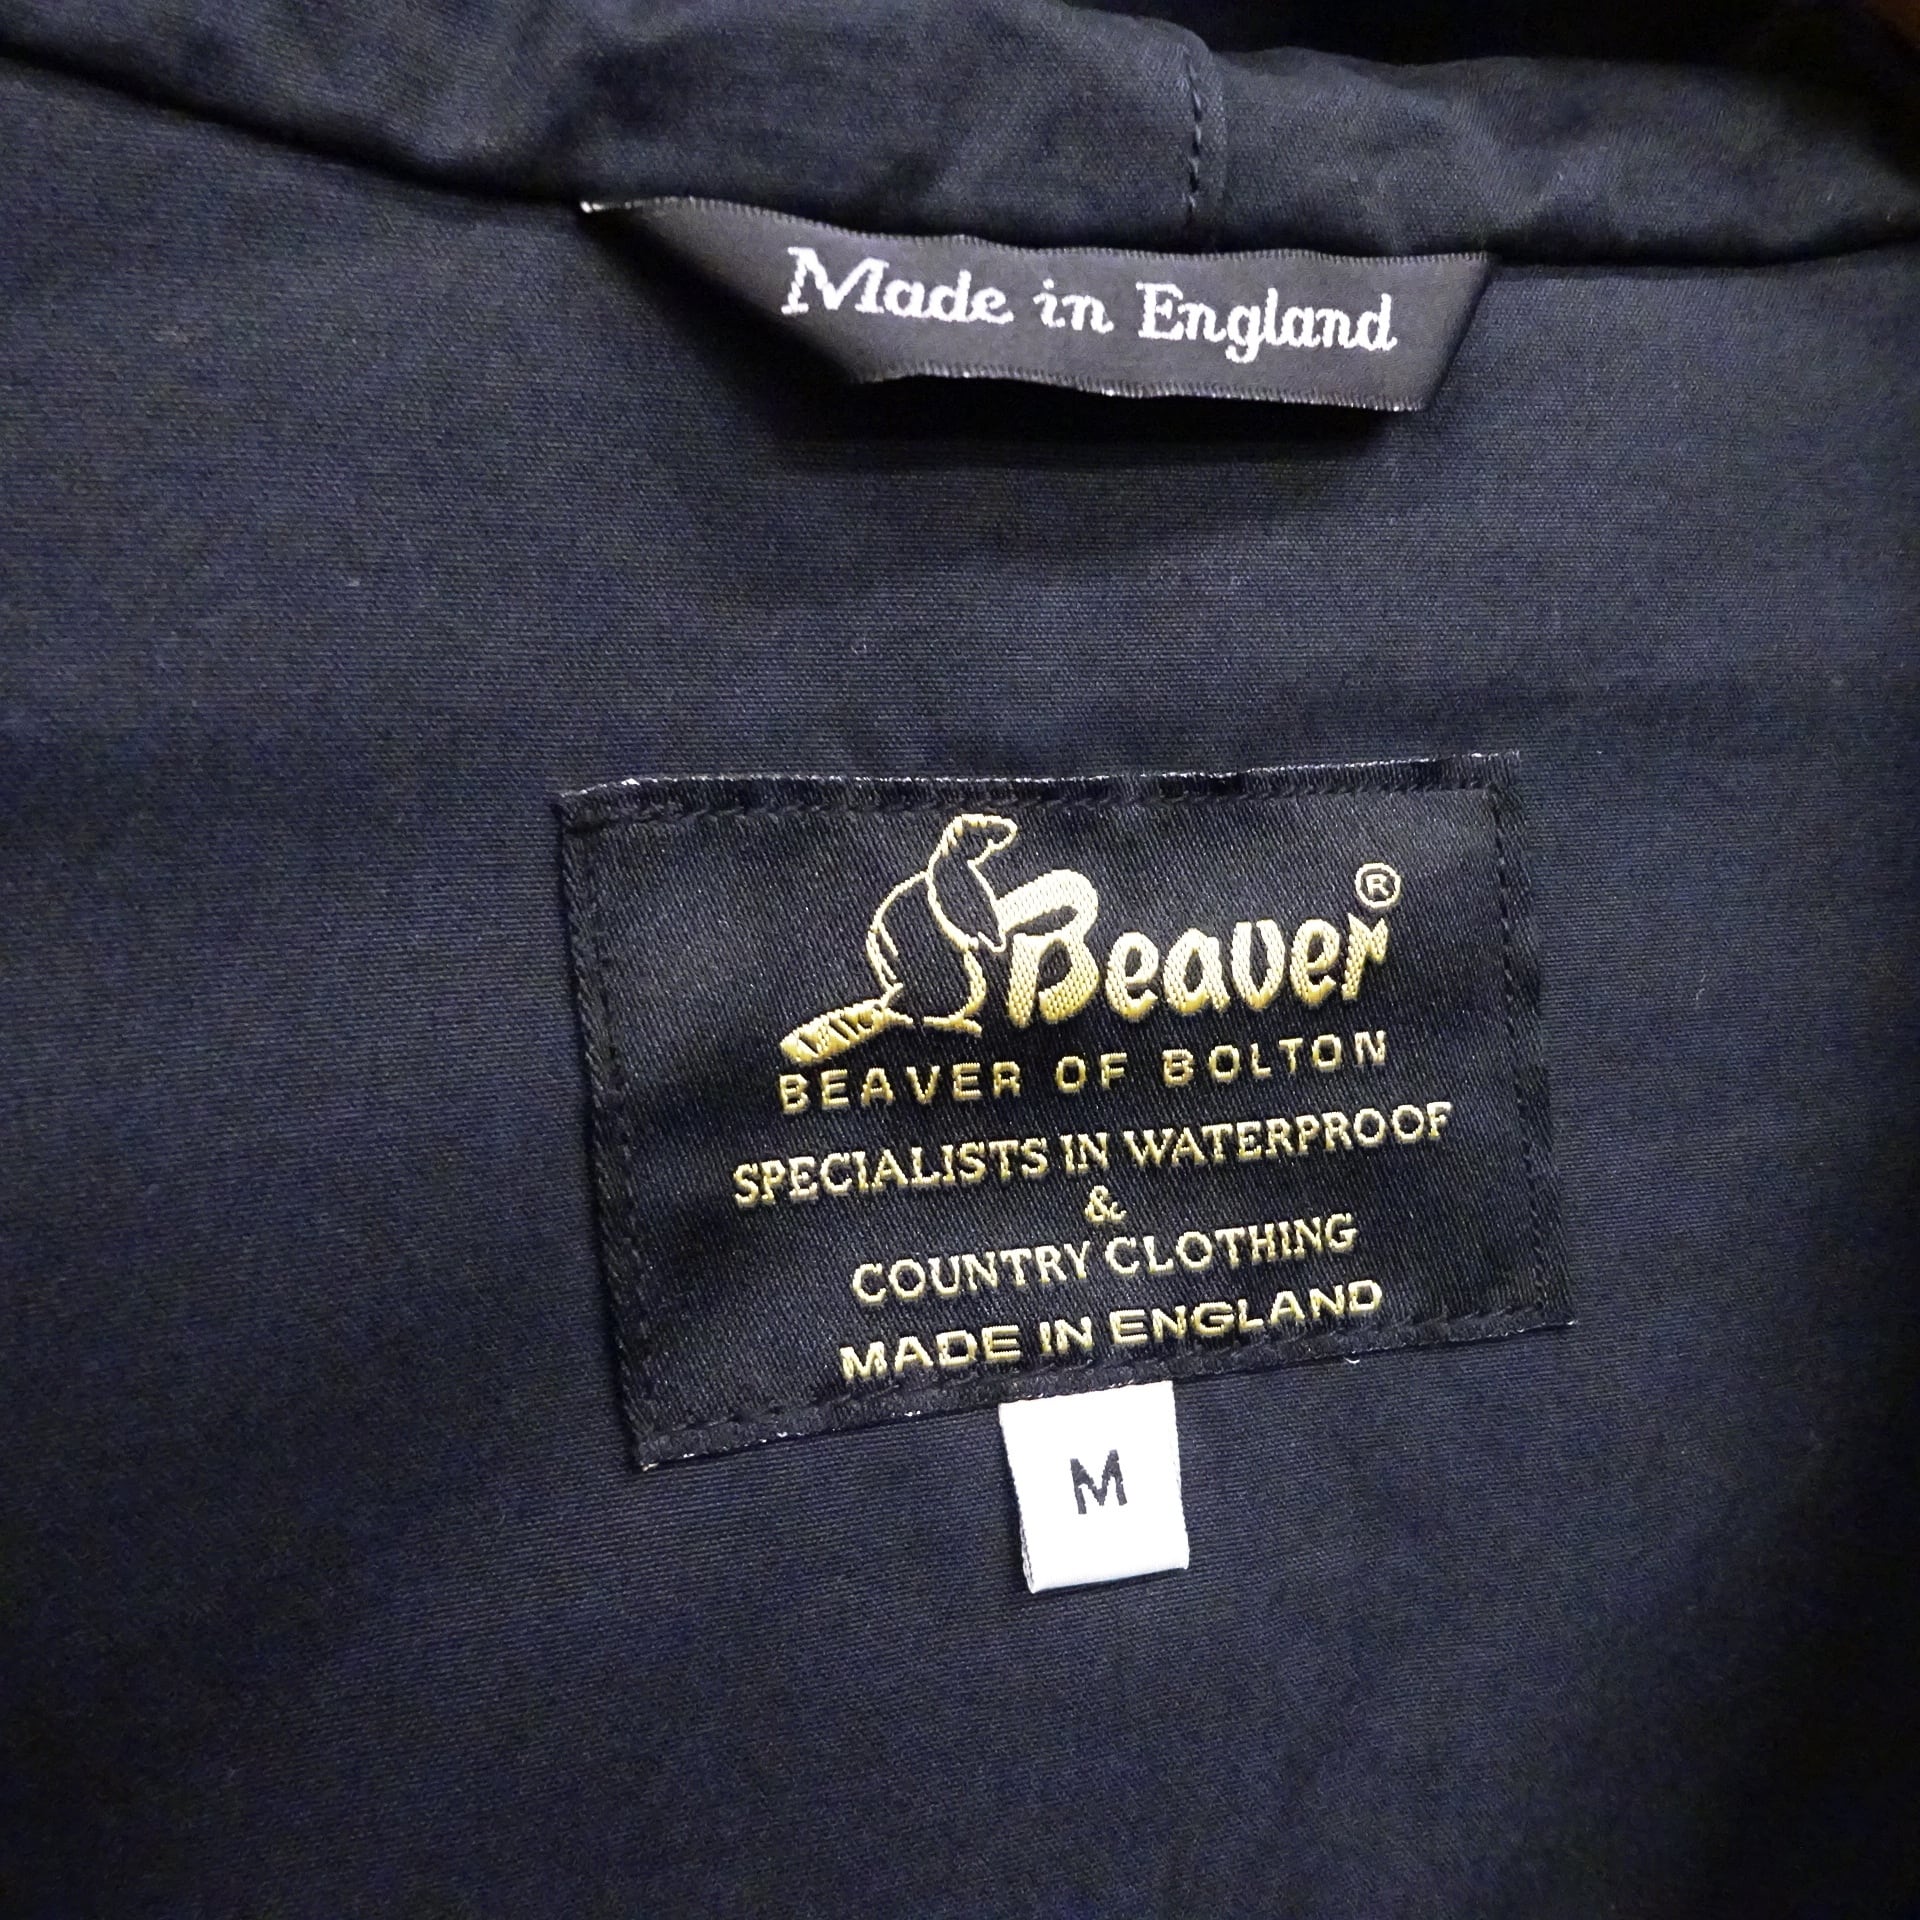 Made in England
Beaver®
BEAVER OF BOLTON
SPECIALISTS IN WATERPROOF
&
COUNTRY CLOTHING
MADE IN ENGLAND
M